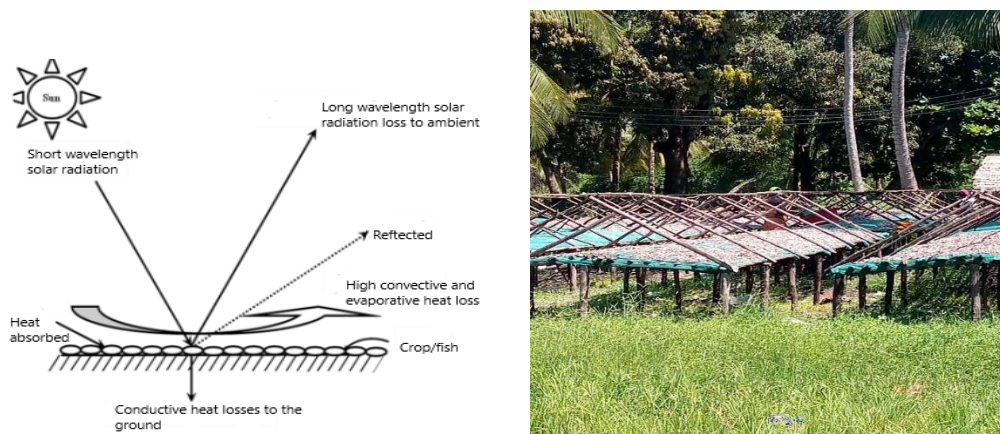 Sun
Long wavelength solar
radiation loss to ambient
Short wavelength
solar radiation
Reftected
High convective and
evaporative heat loss
Heat
absorbed
Crop/fish
Conductive heat losses to the
ground